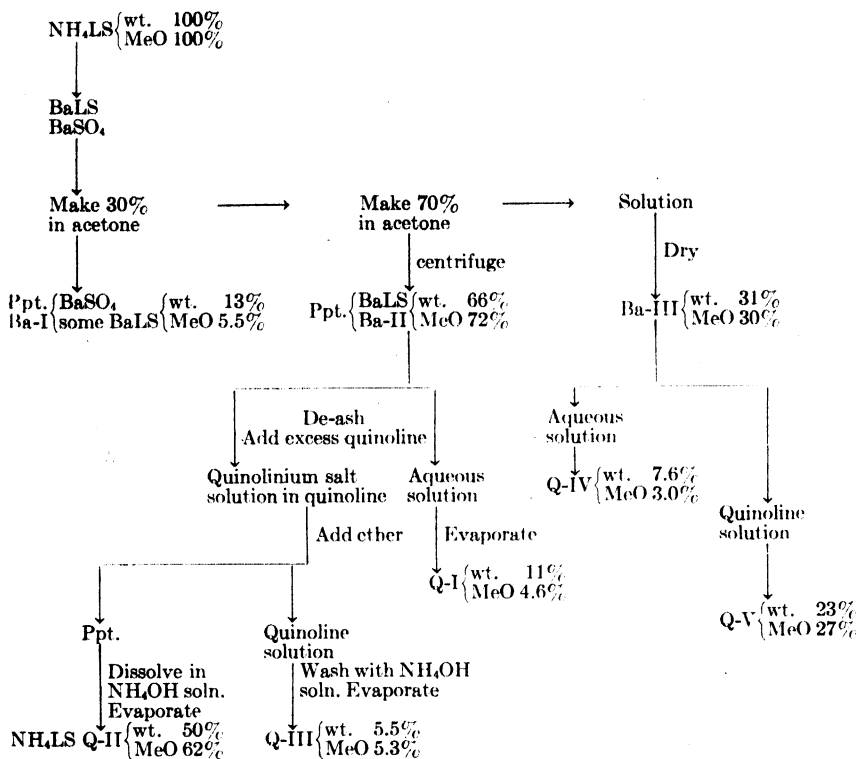 NH₄LS { wt. 100%
MeO 100%
BaLS
BaSO₄
Make 30%
in acetone
Make 70%
in acetone
Solution
centrifuge
Dry
Ppt. { BaSO₄ { wt. 13%
Ba-I { some BaLS { MeO 5.5%
Ppt. { BaLS { wt. 66%
Ba-II { MeO 72%
Ba-III { wt. 31%
MeO 30%
De-ash
Add excess quinoline
Quinolinium salt
solution in quinoline
Aqueous
solution
Aqueous
solution
Q-IV { wt. 7.6%
MeO 3.0%
Quinoline
solution
Add ether
Evaporate
Q-I { wt. 11%
MeO 4.6%
Q-V { wt. 23%
MeO 27%
Ppt.
Quinoline
solution
Dissolve in
NH₄OH soln.
Evaporate
Wash with NH₄OH
soln. Evaporate
NH₄LS Q-II { wt. 50%
MeO 62%
Q-III { wt. 5.5%
MeO 5.3%